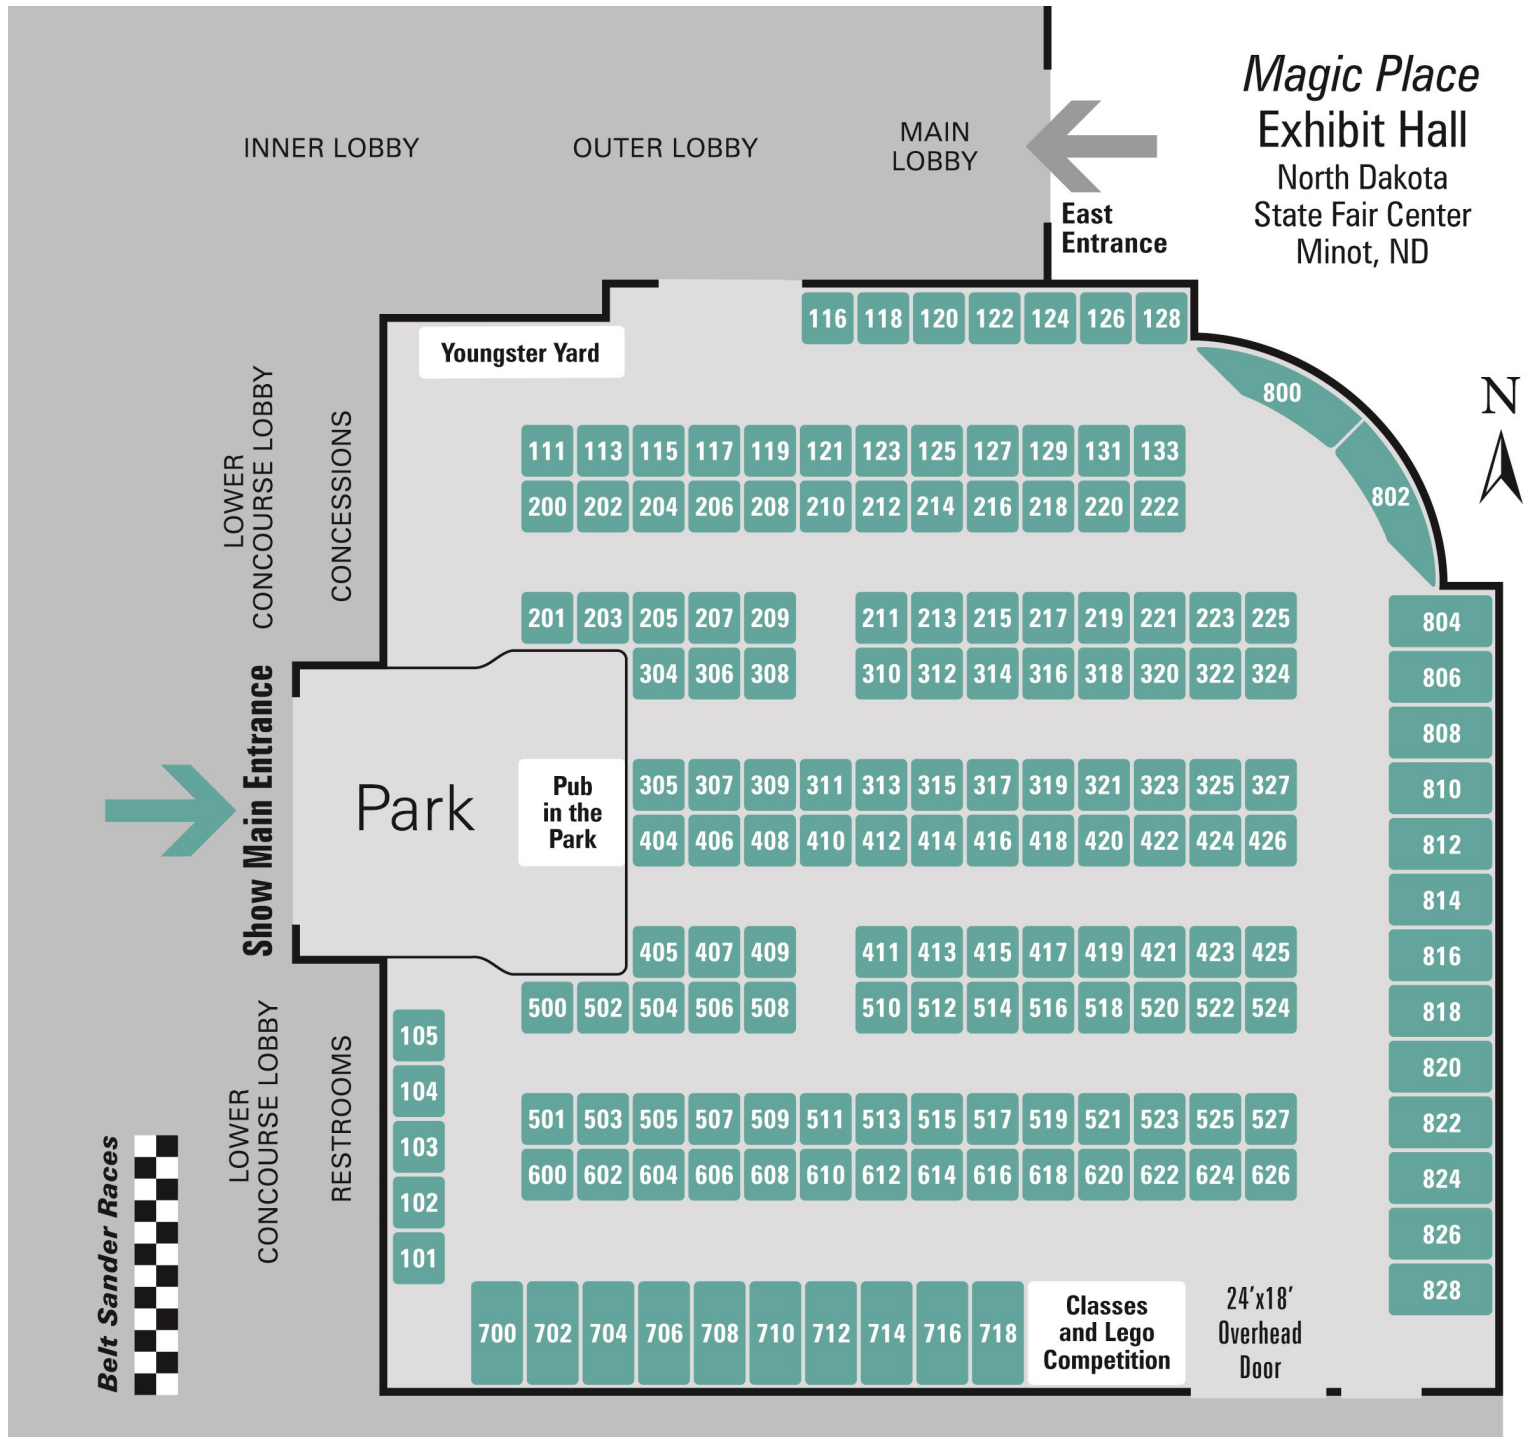 Magic Place
Exhibit Hall
North Dakota
State Fair Center
Minot, ND
INNER LOBBY
OUTER LOBBY
MAIN
LOBBY
East
Entrance
N
116 118 120 122 124 126 128
Youngster Yard
800
802
LOWER
CONCOURSE LOBBY
CONCESSIONS
111 113 115 117 119 121 123 125 127 129 131 133
200 202 204 206 208 210 212 214 216 218 220 222
201 203 205 207 209 211 213 215 217 219 221 223 225
304 306 308 310 312 314 316 318 320 322 324
Show Main Entrance
Park
Pub
in the
Park
305 307 309 311 313 315 317 319 321 323 325 327
404 406 408 410 412 414 416 418 420 422 424 426
405 407 409 411 413 415 417 419 421 423 425
500 502 504 506 508 510 512 514 516 518 520 522 524
804
806
808
810
812
814
816
818
820
822
824
826
828
LOWER
CONCOURSE LOBBY
RESTROOMS
105
104
103
102
101
501 503 505 507 509 511 513 515 517 519 521 523 525 527
600 602 604 606 608 610 612 614 616 618 620 622 624 626
Belt Sander Races
700 702 704 706 708 710 712 714 716 718
Classes
and Lego
Competition
24'x18'
Overhead
Door